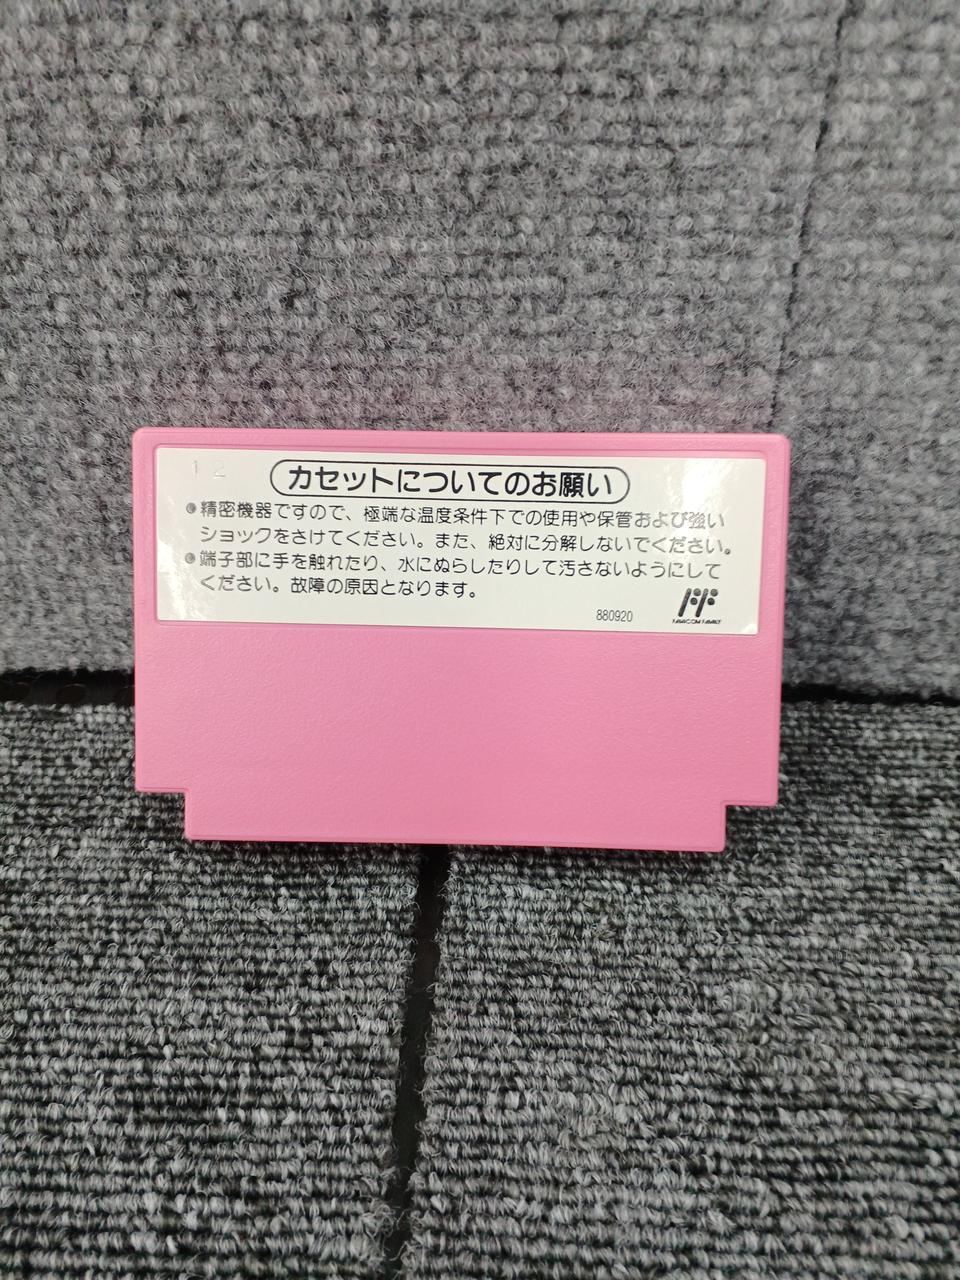 12
カセットについてのお願い
●精密機器ですので、極端な温度条件下での使用や保管および強い
ショックをさけてください。また、絶対に分解しないでください。
●端子部に手を触れたり、水にぬらしたりして汚さないようにして
ください。故障の原因となります。
880920
FAMICOM FAMILY